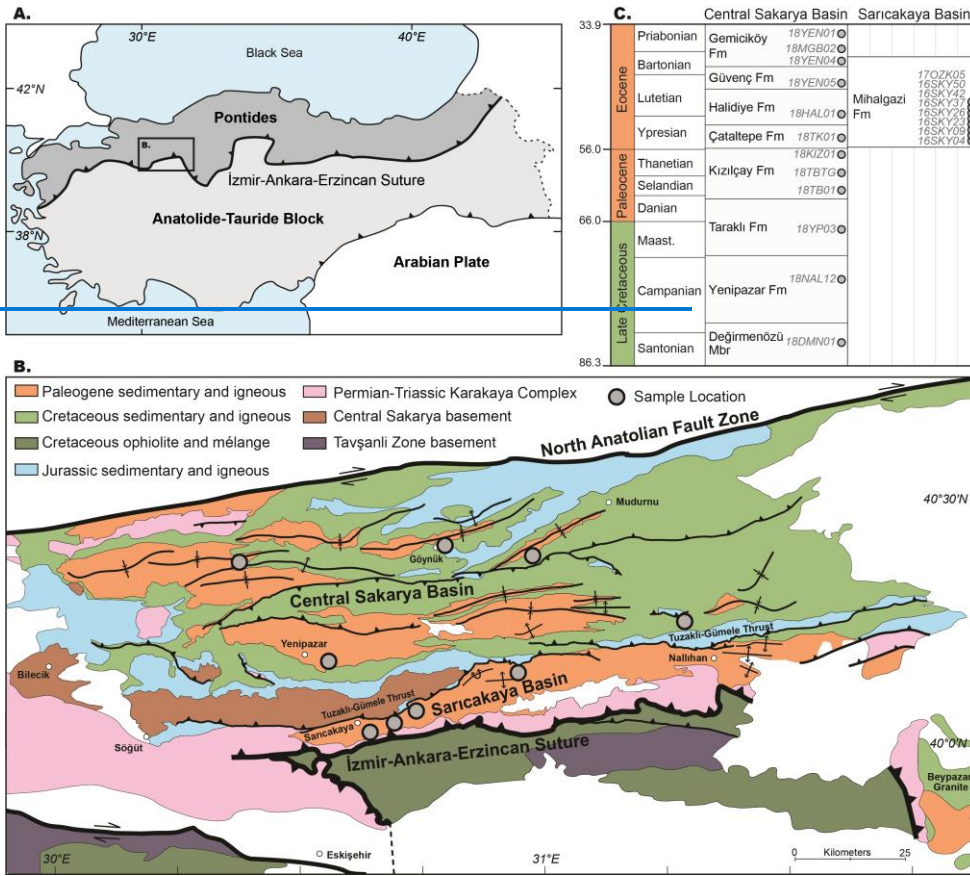 A.
30°E
40°E
Black Sea
42°N
Pontides
B.
İzmir-Ankara-Erzincan Suture
Anatolide-Tauride Block
38°N
Arabian Plate
Mediterranean Sea
C.
Central Sakarya Basin
Sarıcakaya Basin
33.9
56.0
66.0
86.3
Eocene
Paleocene
Late Cretaceous
Priabonian
Bartonian
Lutetian
Ypresian
Thanetian
Selandian
Danian
Maast.
Campanian
Santonian
Gemiciköy
Fm
18YEN01
18MGB02
18YEN04
Güvenç Fm
18YEN05
Halidiye Fm
18HAL01
Çataltepe Fm
18TK01
18KIZ01
Kızılçay Fm
18TBTG
18TB01
Taraklı Fm
18YP03
18NAL12
Yenipazar Fm
Değirmenözü
Mbr
18DMN01
Mihalgazi
Fm
17OZK05
16SKY50
16SKY42
16SKY37
16SKY26
16SKY23
16SKY09
16SKY04
B.
Paleogene sedimentary and igneous
Cretaceous sedimentary and igneous
Cretaceous ophiolite and mélange
Jurassic sedimentary and igneous
Permian-Triassic Karakaya Complex
Central Sakarya basement
Tavşanli Zone basement
Sample Location
North Anatolian Fault Zone
40°30'N
Mudurnu
Göynük
Central Sakarya Basin
Yenipazar
Tuzaklı-Gümele Thrust
Nallıhan
Bilecik
Tuzaklı-Gümele Thrust
Sarıcakaya Basin
Sarıcakaya
Söğüt
İzmir-Ankara-Erzincan Suture
40°0'N
Beypazarı
Granite
Eskişehir
30°E
31°E
0 Kilometers 25